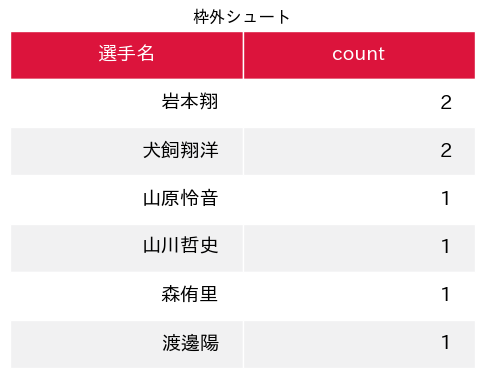 枠外シュート
選手名 count
岩本翔 2
犬飼翔洋 2
山原怜音 1
山川哲史 1
森侑里 1
渡邊陽 1